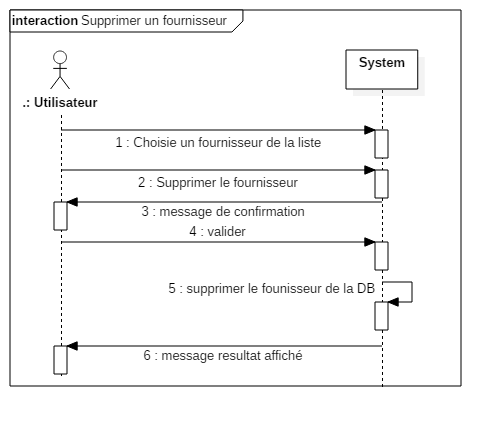 interaction Supprimer un fournisseur
System
.: Utilisateur
1 : Choisie un fournisseur de la liste
2 : Supprimer le fournisseur
3 : message de confirmation
4 : valider
5 : supprimer le founisseur de la DB
6 : message resultat affiché